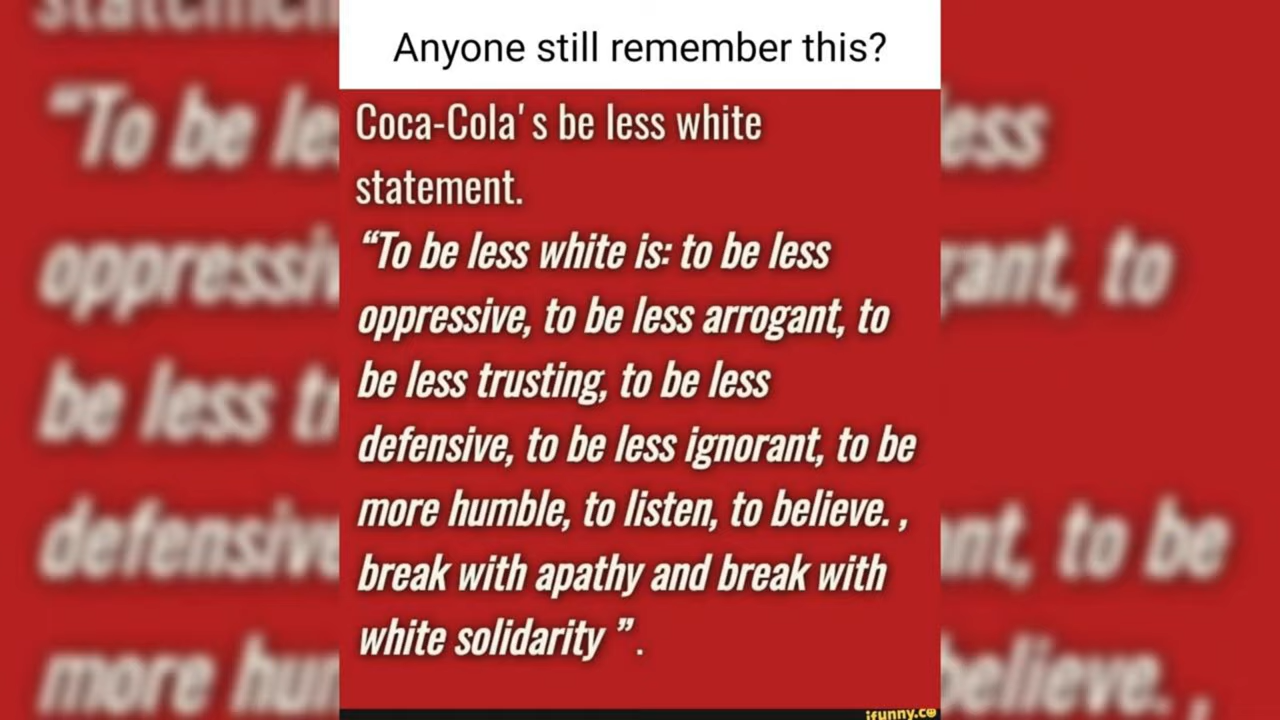 Anyone still remember this?
Coca-Cola's be less white
statement.
“To be less white is: to be less
oppressive, to be less arrogant, to
be less trusting, to be less
defensive, to be less ignorant, to be
more humble, to listen, to believe. ,
break with apathy and break with
white solidarity ” .
ifunny.co